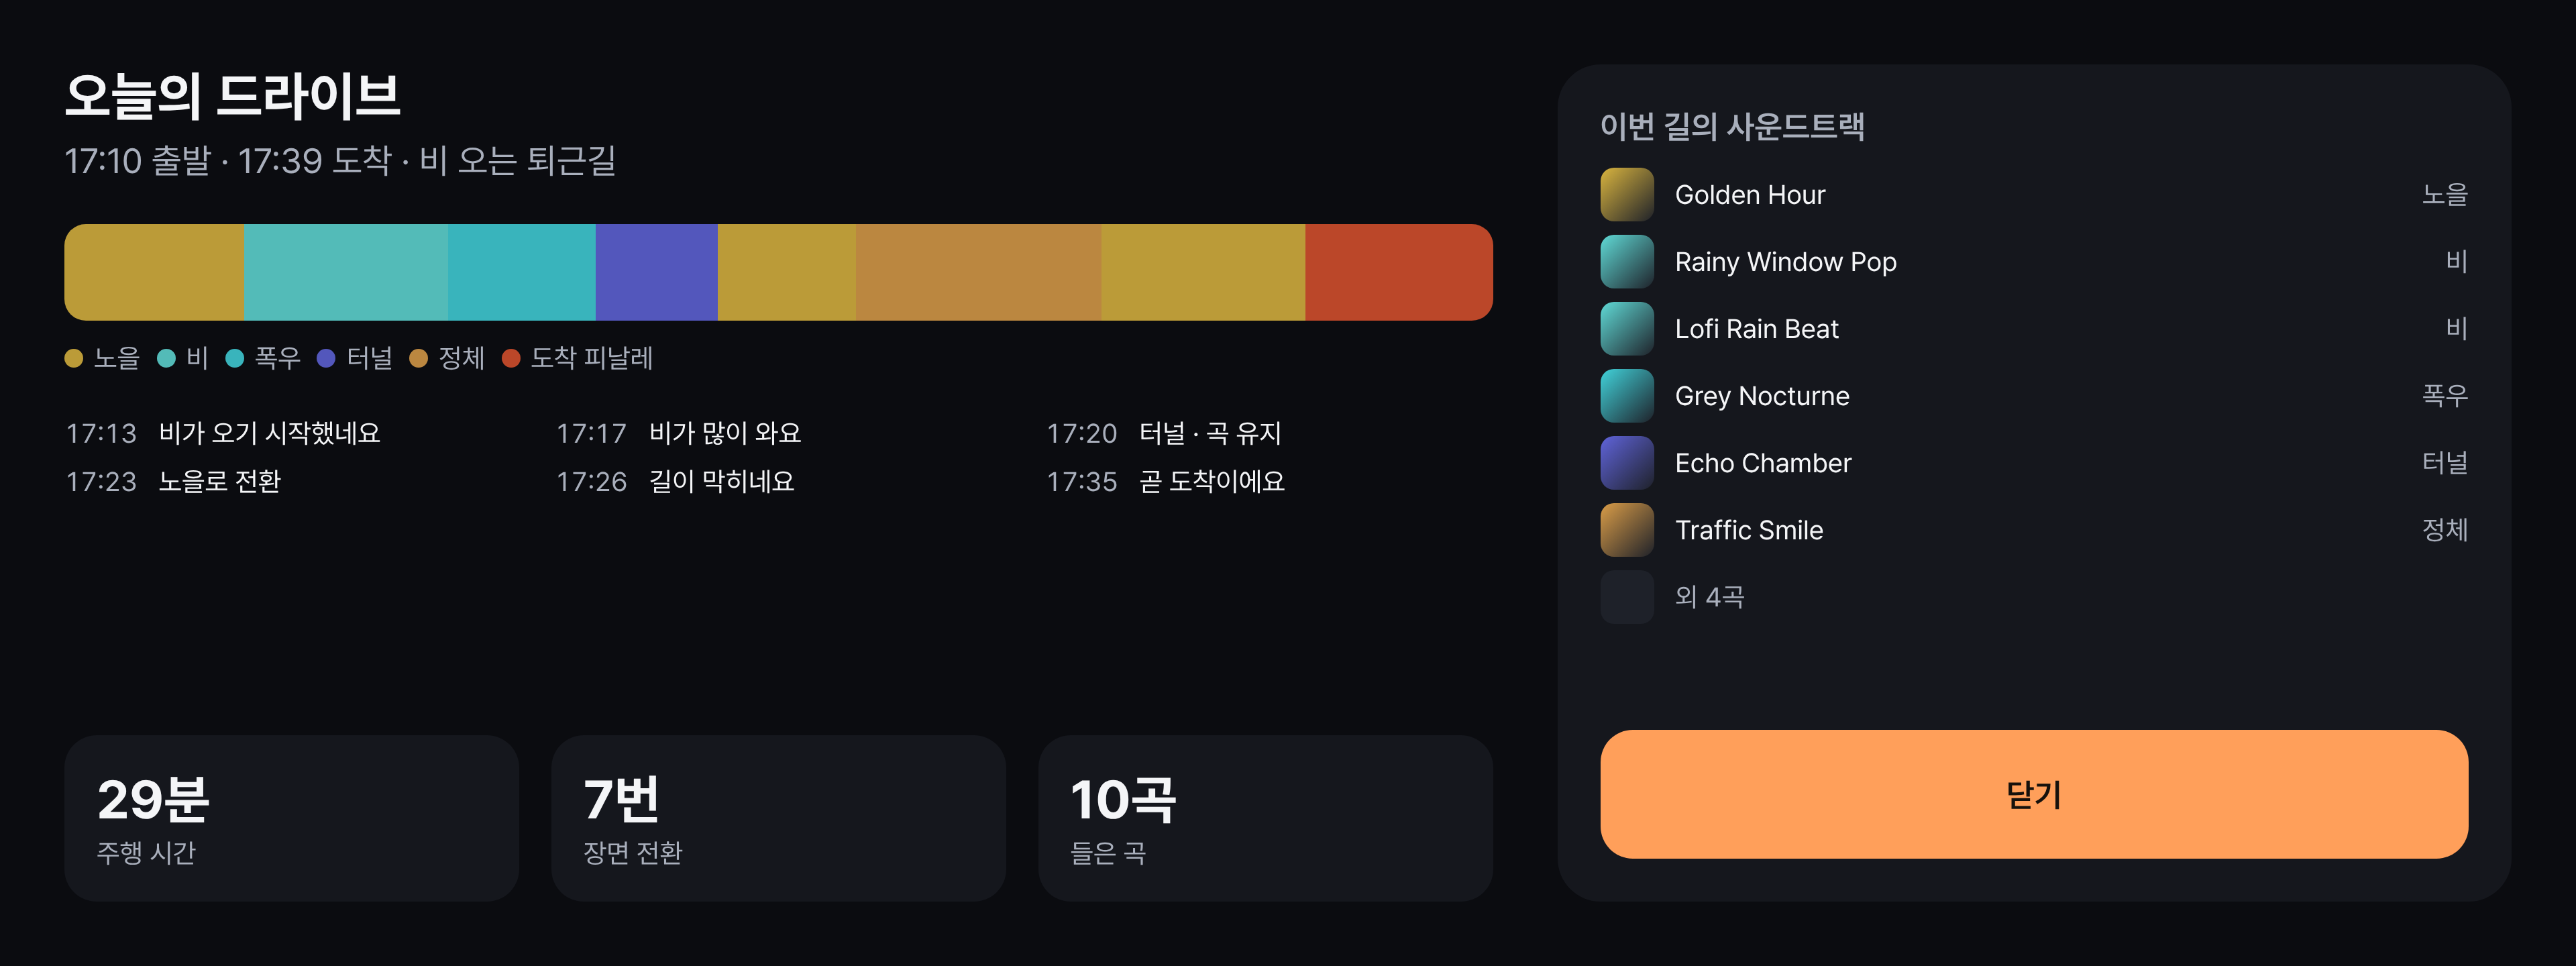 오늘의 드라이브
17:10 출발 · 17:39 도착 · 비 오는 퇴근길
노을 비 폭우 터널 정체 도착 피날레
17:13 비가 오기 시작했네요 17:17 비가 많이 와요 17:20 터널 · 곡 유지
17:23 노을로 전환 17:26 길이 막히네요 17:35 곧 도착이에요
29분
주행 시간
7번
장면 전환
10곡
들은 곡
이번 길의 사운드트랙
Golden Hour 노을
Rainy Window Pop 비
Lofi Rain Beat 비
Grey Nocturne 폭우
Echo Chamber 터널
Traffic Smile 정체
외 4곡
닫기